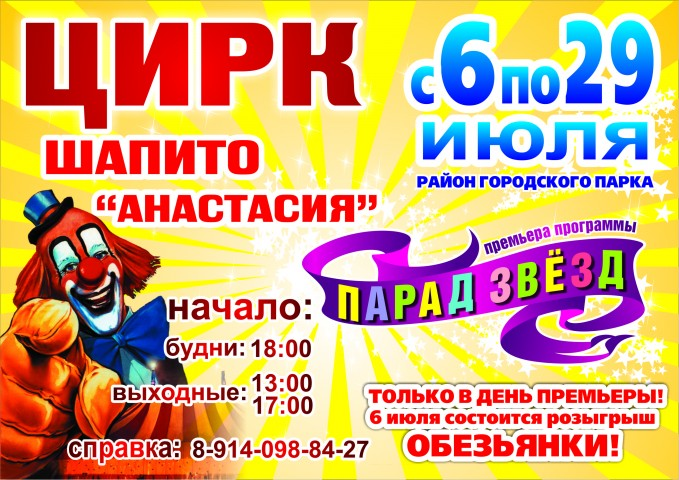 ЦИРК
ШАПИТО
“АНАСТАСИЯ”
с 6 по 29
ИЮЛЯ
РАЙОН ГОРОДСКОГО ПАРКА
премьера программы
ПАРАД ЗВЁЗД
начало:
будни: 18:00
выходные: 13:00
17:00
справка: 8-914-098-84-27
ТОЛЬКО В ДЕНЬ ПРЕМЬЕРЫ!
6 июля состоится розыгрыш
ОБЕЗЬЯНКИ!